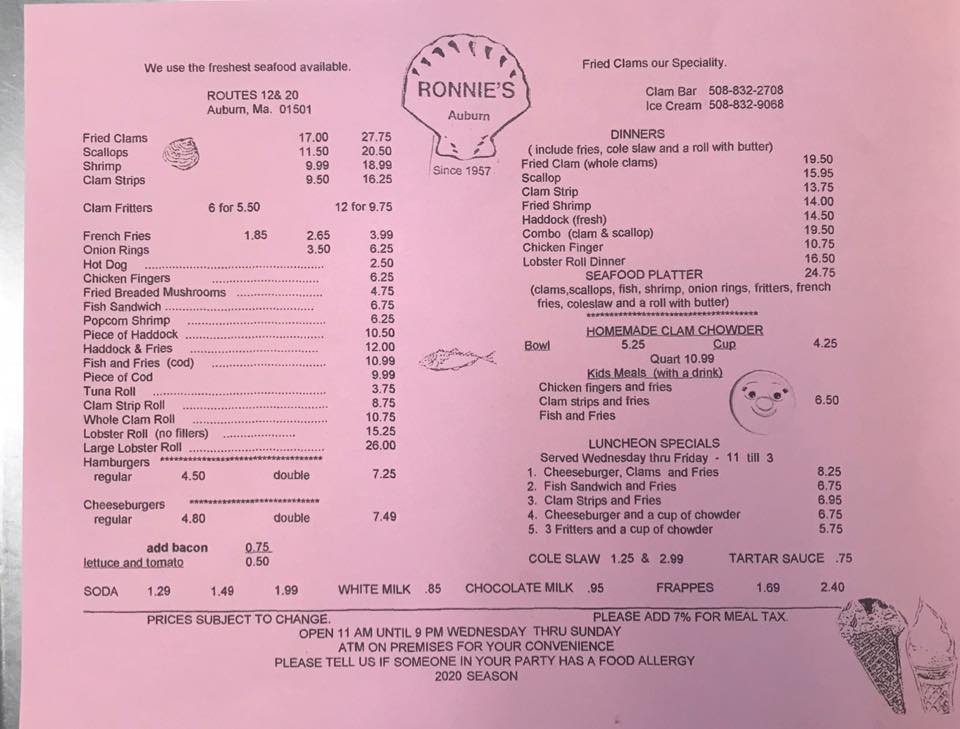 We use the freshest seafood available.
ROUTES 12& 20
Auburn, Ma. 01501
RONNIE'S
Auburn
Since 1957
Fried Clams our Speciality.
Clam Bar 508-832-2708
Ice Cream 508-832-9068
Fried Clams 17.00 27.75
Scallops 11.50 20.50
Shrimp 9.99 18.99
Clam Strips 9.50 16.25
Clam Fritters 6 for 5.50 12 for 9.75
French Fries 1.85 2.65 3.99
Onion Rings 3.50 6.25
Hot Dog ........................................ 2.50
Chicken Fingers ........................ 6.25
Fried Breaded Mushrooms .................... 4.75
Fish Sandwich ................................ 6.75
Popcorn Shrimp ............................... 6.25
Piece of Haddock ............................ 10.50
Haddock & Fries ............................. 12.00
Fish and Fries (cod) ......................... 10.99
Piece of Cod 9.99
Tuna Roll .................................... 3.75
Clam Strip Roll ................................ 8.75
Whole Clam Roll ............................ 10.75
Lobster Roll (no fillers) ................ 15.25
Large Lobster Roll ......................... 26.00
Hamburgers ************************************
regular 4.50 double 7.25
Cheeseburgers *****************************
regular 4.80 double 7.49
add bacon 0.75
lettuce and tomato 0.50
DINNERS
( include fries, cole slaw and a roll with butter)
Fried Clam (whole clams) 19.50
Scallop 15.95
Clam Strip 13.75
Fried Shrimp 14.00
Haddock (fresh) 14.50
Combo (clam & scallop) 19.50
Chicken Finger 10.75
Lobster Roll Dinner 16.50
SEAFOOD PLATTER 24.75
(clams,scallops, fish, shrimp, onion rings, fritters, french
fries, coleslaw and a roll with butter)
**************************************
HOMEMADE CLAM CHOWDER
Bowl 5.25 Cup 4.25
Quart 10.99
Kids Meals (with a drink)
Chicken fingers and fries
Clam strips and fries 6.50
Fish and Fries
LUNCHEON SPECIALS
Served Wednesday thru Friday - 11 till 3
1. Cheeseburger, Clams and Fries 8.25
2. Fish Sandwich and Fries 6.75
3. Clam Strips and Fries 6.95
4. Cheeseburger and a cup of chowder 6.75
5. 3 Fritters and a cup of chowder 5.75
COLE SLAW 1.25 & 2.99 TARTAR SAUCE .75
SODA 1.29 1.49 1.99 WHITE MILK .85 CHOCOLATE MILK .95 FRAPPES 1.69 2.40
PRICES SUBJECT TO CHANGE. PLEASE ADD 7% FOR MEAL TAX.
OPEN 11 AM UNTIL 9 PM WEDNESDAY THRU SUNDAY
ATM ON PREMISES FOR YOUR CONVENIENCE
PLEASE TELL US IF SOMEONE IN YOUR PARTY HAS A FOOD ALLERGY
2020 SEASON